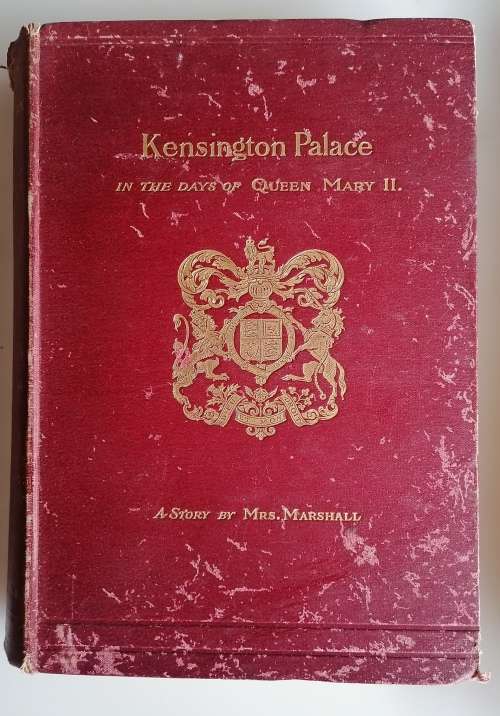 Kensington Palace
IN THE DAYS OF QUEEN MARY II.
A STORY BY MRS. MARSHALL